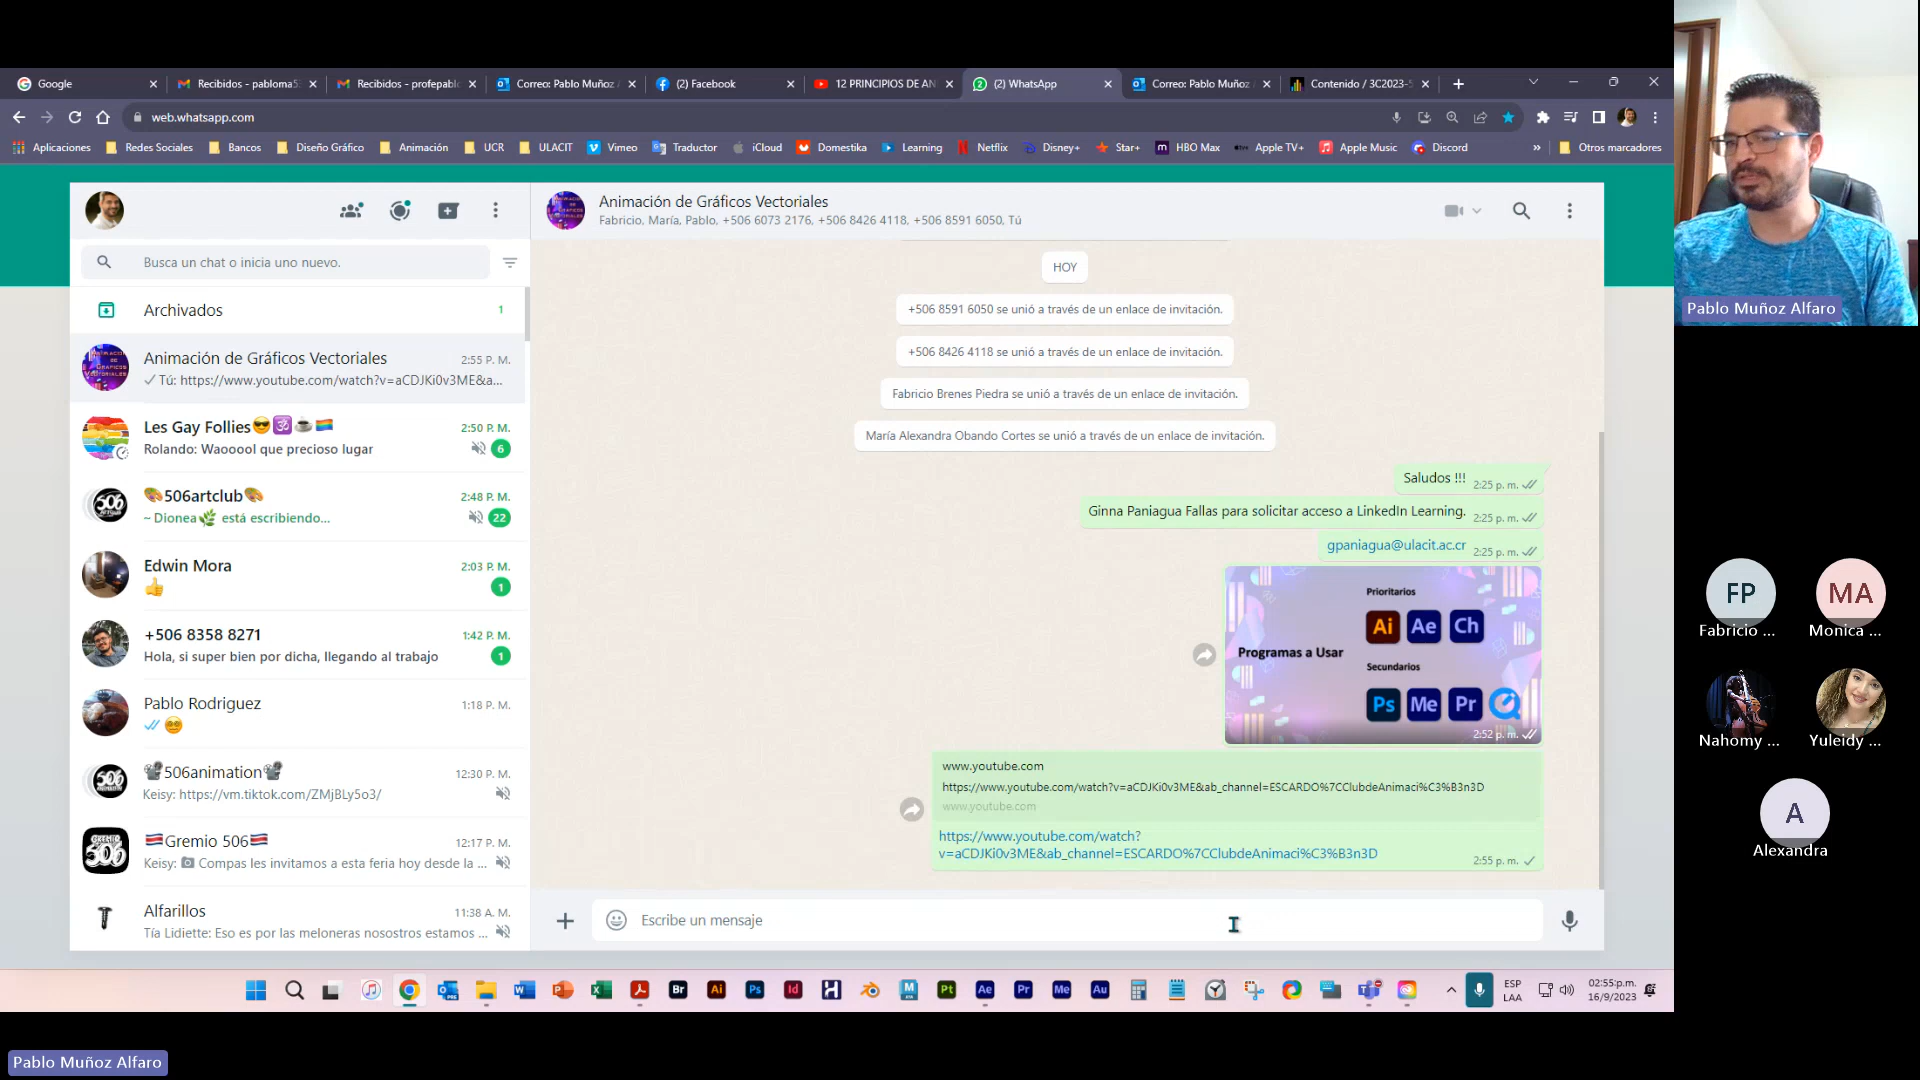 Google
Recibidos - pabloma5
Recibidos - profepabl
Correo: Pablo Muñoz
(2) Facebook
12 PRINCIPIOS DE AN
(2) WhatsApp
Correo: Pablo Muñoz
Contenido / 3C2023-
web.whatsapp.com
Aplicaciones
Redes Sociales
Bancos
Diseño Gráfico
Animación
UCR
ULACIT
Vimeo
Traductor
iCloud
Domestika
Learning
Netflix
Disney+
Star+
HBO Max
Apple TV+
Apple Music
Discord
Otros marcadores
Busca un chat o inicia uno nuevo.
Archivados 1
Animación de Gráficos Vectoriales 2:55 P. M.
Tú: https://www.youtube.com/watch?v=aCDJKi0v3ME&a...
Les Gay Follies😎🕉️☕🏳️‍🌈 2:50 P. M.
Rolando: Waooool que precioso lugar 6
🎨506artclub🎨 2:48 P. M.
~ Dionea🌿 está escribiendo... 22
Edwin Mora 2:03 P. M.
👍 1
+506 8358 8271 1:42 P. M.
Hola, si super bien por dicha, llegando al trabajo 1
Pablo Rodriguez 1:18 P. M.
📽️506animation📽️ 12:30 P. M.
Keisy: https://vm.tiktok.com/ZMjBLy5o3/
🇨🇷Gremio 506🇨🇷 12:17 P. M.
Keisy: 📷 Compas les invitamos a esta feria hoy desde la ...
Alfarillos 11:38 A. M.
Tía Lidiette: Eso es por las meloneras nosostros estamos ...
Animación de Gráficos Vectoriales
Fabricio, María, Pablo, +506 6073 2176, +506 8426 4118, +506 8591 6050, Tú
HOY
+506 8591 6050 se unió a través de un enlace de invitación.
+506 8426 4118 se unió a través de un enlace de invitación.
Fabricio Brenes Piedra se unió a través de un enlace de invitación.
María Alexandra Obando Cortes se unió a través de un enlace de invitación.
Saludos !!! 2:25 p. m.
Ginna Paniagua Fallas para solicitar acceso a LinkedIn Learning. 2:25 p. m.
gpaniagua@ulacit.ac.cr 2:25 p. m.
Prioritarios
Ai Ae Ch
Programas a Usar
Secundarios
Ps Me Pr
2:52 p. m.
www.youtube.com
https://www.youtube.com/watch?v=aCDJKi0v3ME&ab_channel=ESCARDO%7CClubdeAnimaci%C3%B3n3D
www.youtube.com
https://www.youtube.com/watch?
v=aCDJKi0v3ME&ab_channel=ESCARDO%7CClubdeAnimaci%C3%B3n3D
2:55 p. m.
Escribe un mensaje
Br Ai Ps Id Pt Ae Pr Me Au
ESP
LAA
02:55p.m.
16/9/2023
Pablo Muñoz Alfaro
FP
Fabricio ...
MA
Monica ...
Nahomy ...
Yuleidy ...
A
Alexandra
Pablo Muñoz Alfaro